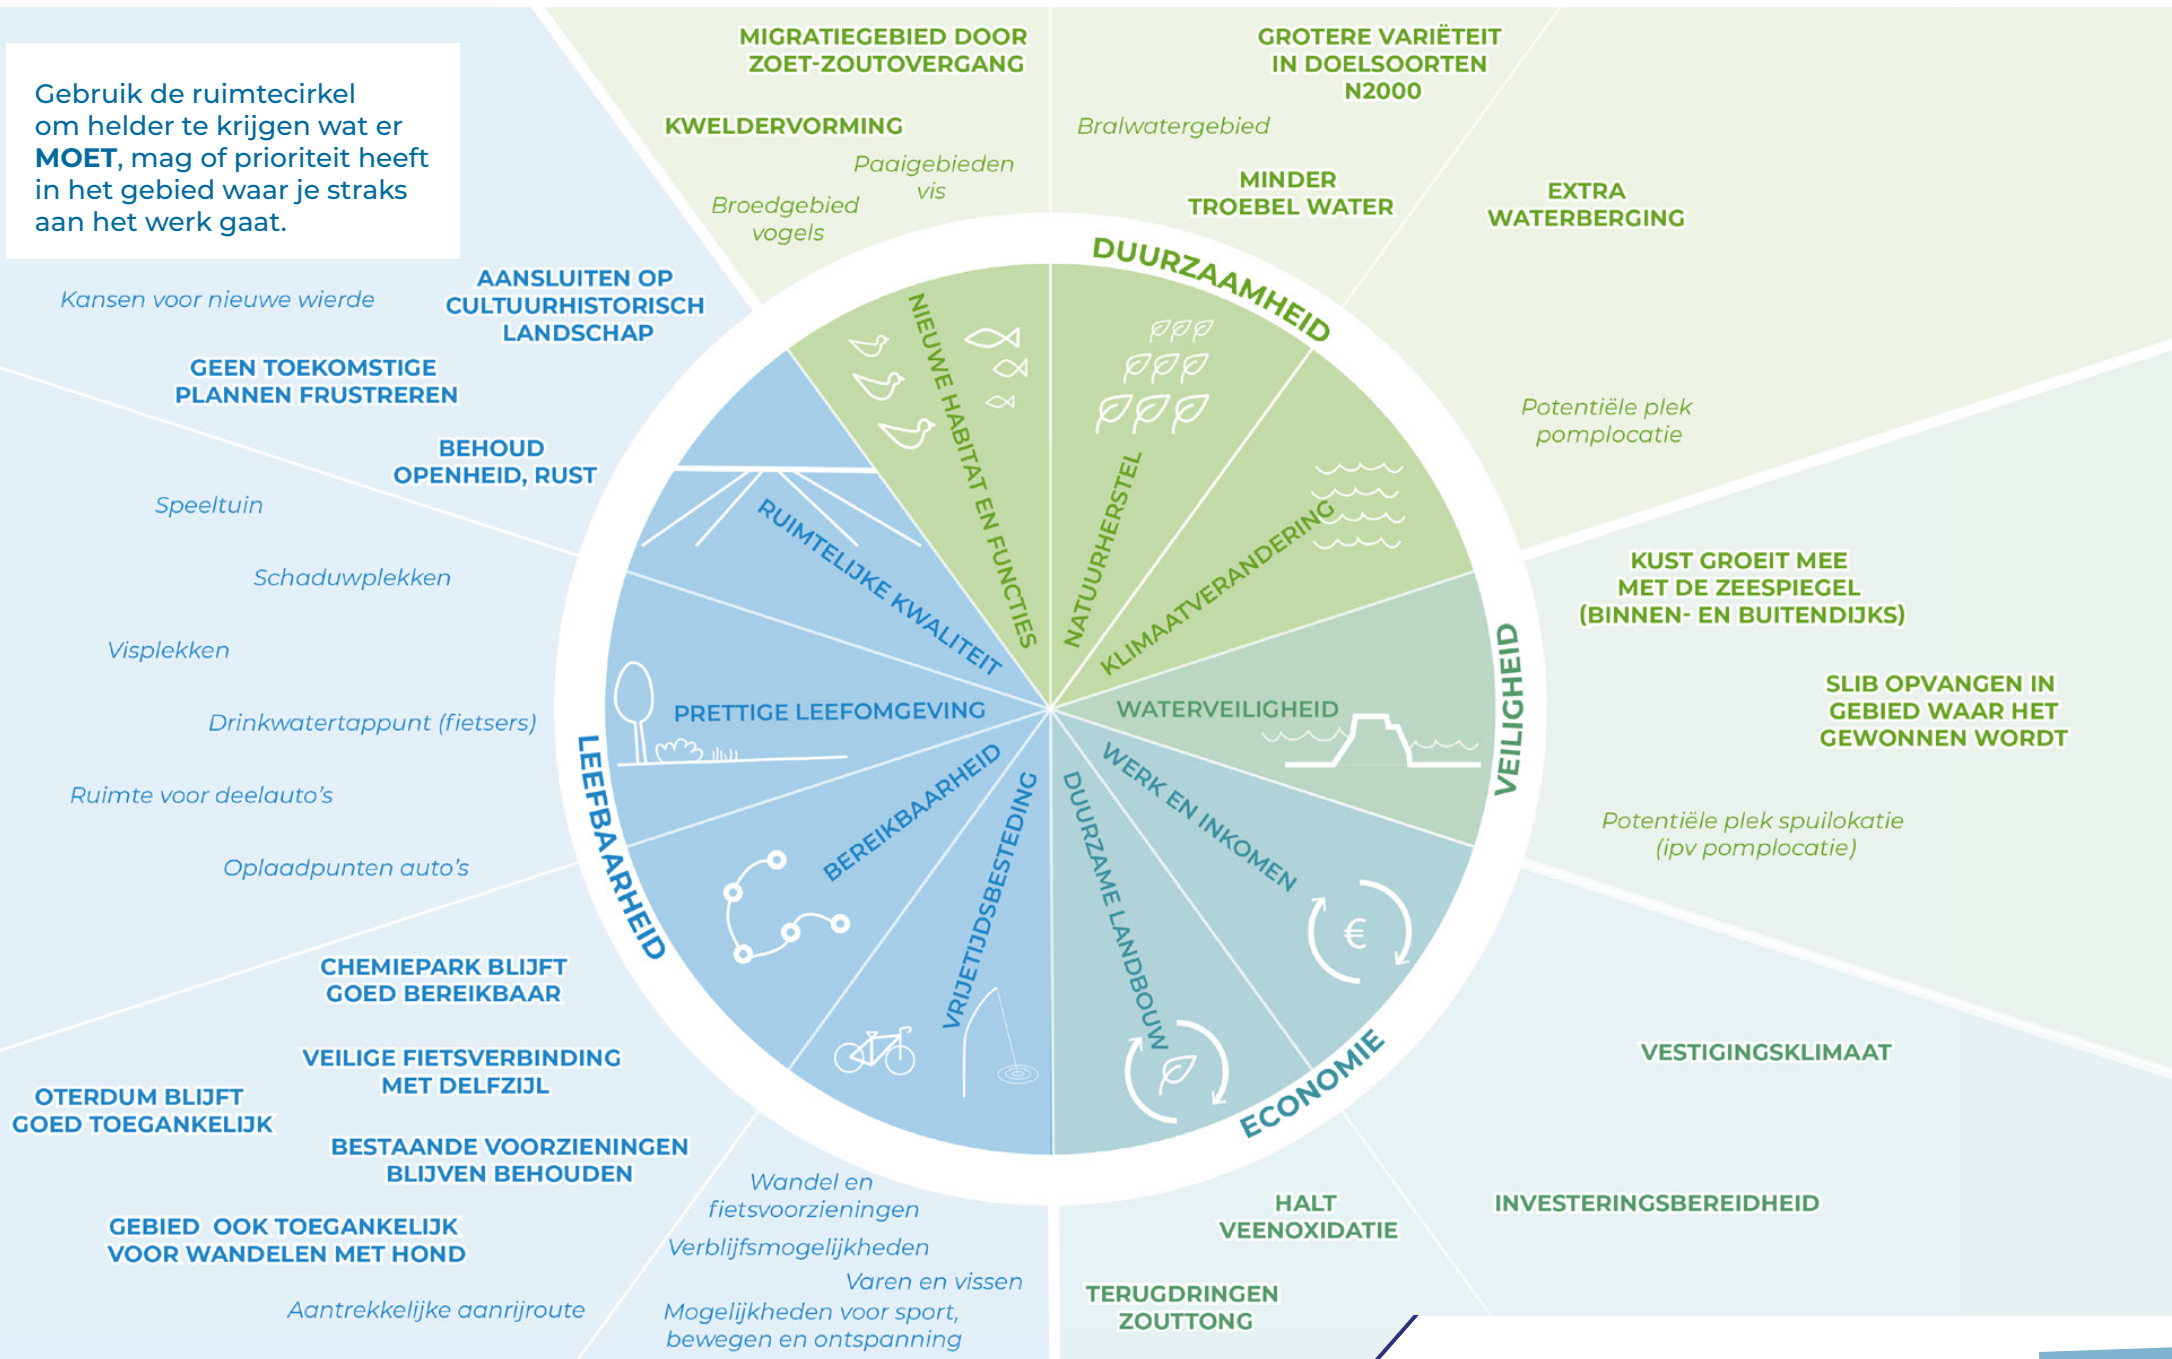 Gebruik de ruimtecirkel
om helder te krijgen wat er
MOET, mag of prioriteit heeft
in het gebied waar je straks
aan het werk gaat.
MIGRATIEGEBIED DOOR
ZOET-ZOUTOVERGANG
KWELDERVORMING
Paaigebieden
vis
Broedgebied
vogels
GROTERE VARIËTEIT
IN DOELSOORTEN
N2000
Bralwatergebied
MINDER
TROEBEL WATER
EXTRA
WATERBERGING
Potentiële plek
pomplocatie
KUST GROEIT MEE
MET DE ZEESPIEGEL
(BINNEN- EN BUITENDIJKS)
SLIB OPVANGEN IN
GEBIED WAAR HET
GEWONNEN WORDT
Potentiële plek spuilokatie
(ipv pomplocatie)
VESTIGINGSKLIMAAT
INVESTERINGSBEREIDHEID
HALT
VEENOXIDATIE
TERUGDRINGEN
ZOUTTONG
Wandel en
fietsvoorzieningen
Verblijfsmogelijkheden
Varen en vissen
Mogelijkheden voor sport,
bewegen en ontspanning
CHEMIEPARK BLIJFT
GOED BEREIKBAAR
VEILIGE FIETSVERBINDING
MET DELFZIJL
OTERDUM BLIJFT
GOED TOEGANKELIJK
BESTAANDE VOORZIENINGEN
BLIJVEN BEHOUDEN
GEBIED OOK TOEGANKELIJK
VOOR WANDELEN MET HOND
Aantrekkelijke aanrijroute
Speeltuin
Schaduwplekken
Visplekken
Drinkwatertappunt (fietsers)
Ruimte voor deelauto's
Oplaadpunten auto's
Kansen voor nieuwe wierde
AANSLUITEN OP
CULTUURHISTORISCH
LANDSCHAP
GEEN TOEKOMSTIGE
PLANNEN FRUSTREREN
BEHOUD
OPENHEID, RUST
DUURZAAMHEID
VEILIGHEID
ECONOMIE
LEEFBAARHEID
NIEUWE HABITAT EN FUNCTIES
NATUURHERSTEL
KLIMAATVERANDERING
WATERVEILIGHEID
WERK EN INKOMEN
€
DUURZAME LANDBOUW
VRIJETIJDSBESTEDING
BEREIKBAARHEID
PRETTIGE LEEFOMGEVING
RUIMTELIJKE KWALITEIT